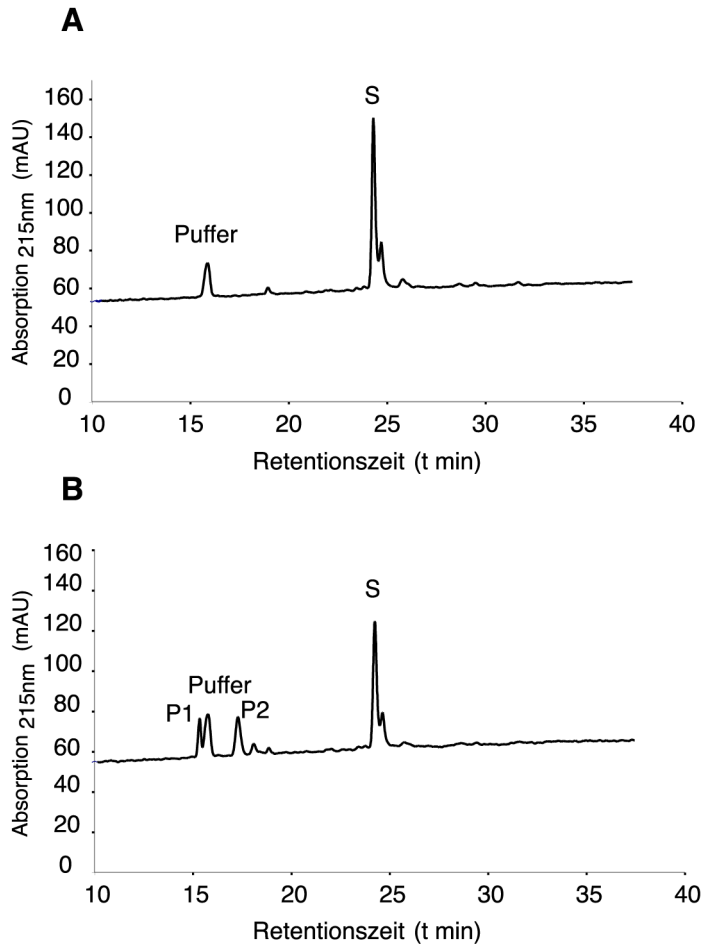 A
S
Puffer
Absorption 215nm (mAU)
160
140
120
100
80
60
40
20
0
10 15 20 25 30 35 40
Retentionszeit (t min)
B
S
Puffer
P1 P2
Absorption 215nm (mAU)
160
140
120
100
80
60
40
20
0
10 15 20 25 30 35 40
Retentionszeit (t min)